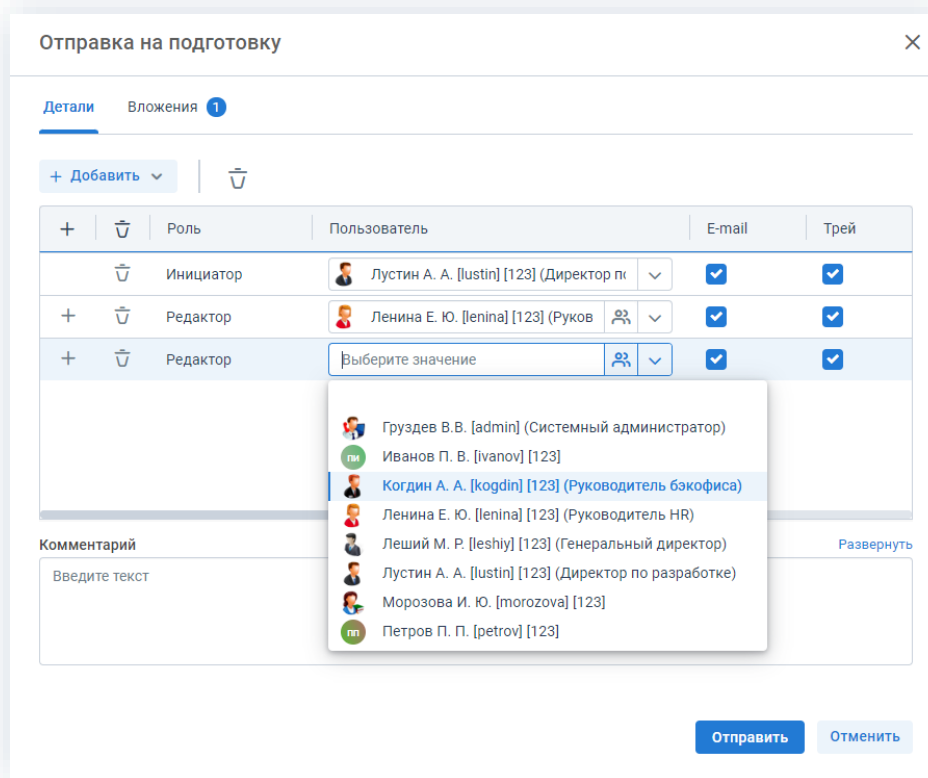 Отправка на подготовку
Детали Вложения 1
+ Добавить
Роль Пользователь E-mail Трей
Инициатор Лустин А. А. [lustin] [123] (Директор по
Редактор Ленина Е. Ю. [lenina] [123] (Руков
Редактор Выберите значение
Груздев В.В. [admin] (Системный администратор)
ПИ Иванов П. В. [ivanov] [123]
Когдин А. А. [kogdin] [123] (Руководитель бэкофиса)
Ленина Е. Ю. [lenina] [123] (Руководитель HR)
Леший М. Р. [leshiy] [123] (Генеральный директор)
Лустин А. А. [lustin] [123] (Директор по разработке)
Морозова И. Ю. [morozova] [123]
ПП Петров П. П. [petrov] [123]
Комментарий Развернуть
Введите текст
Отправить Отменить